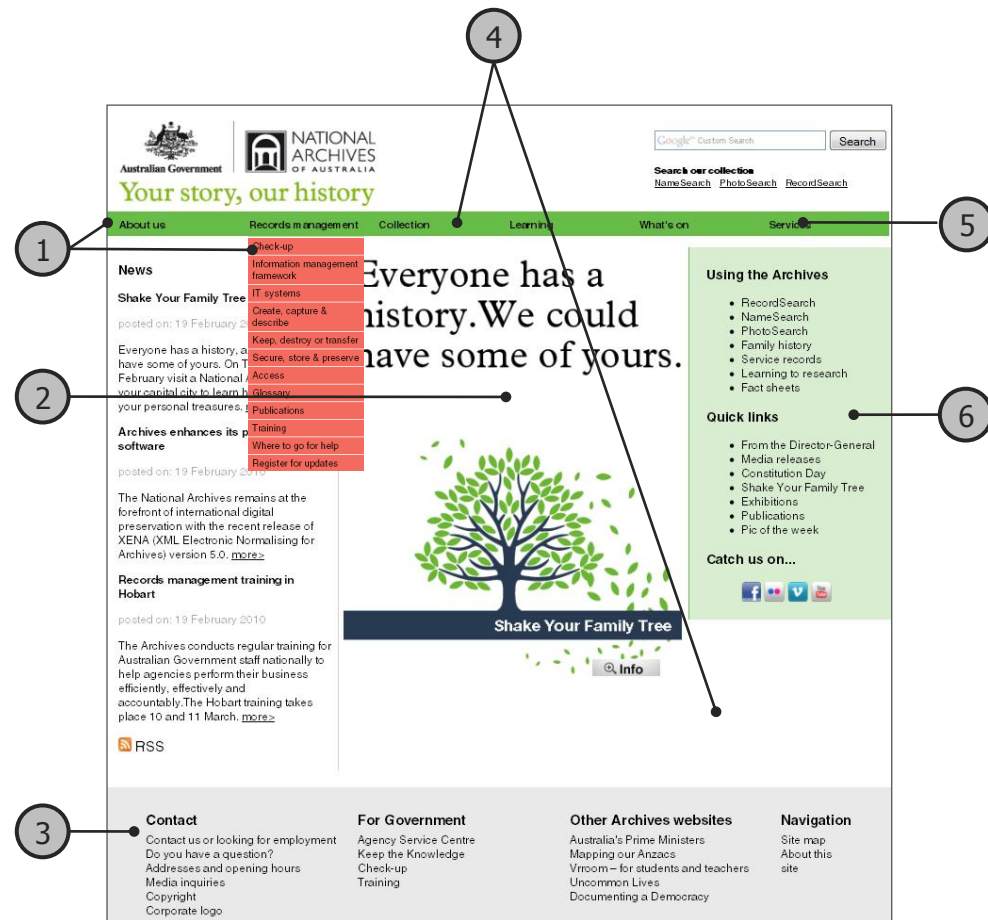 4
Australian Government
NATIONAL
ARCHIVES
OF AUSTRALIA
Your story, our history
Google™ Custom Search
Search
Search our collection
NameSearch PhotoSearch RecordSearch
1
5
About us Records management Collection Learning What's on Services
Check-up
Information management
framework
IT systems
Create, capture &
describe
Keep, destroy or transfer
Secure, store & preserve
Access
Glossary
Publications
Training
Where to go for help
Register for updates
News
Shake Your Family Tree
posted on: 19 February
Everyone has a history, a
have some of yours. On T
February visit a National A
your capital city to learn h
your personal treasures.
Archives enhances its p
software
posted on: 19 February 2010
The National Archives remains at the
forefront of international digital
preservation with the recent release of
XENA (XML Electronic Normalising for
Archives) version 5.0. more>
Records management training in
Hobart
posted on: 19 February 2010
The Archives conducts regular training for
Australian Government staff nationally to
help agencies perform their business
efficiently, effectively and
accountably.The Hobart training takes
place 10 and 11 March. more>
RSS
2
Everyone has a
history.We could
have some of yours.
Shake Your Family Tree
Info
Using the Archives
RecordSearch
NameSearch
PhotoSearch
Family history
Service records
Learning to research
Fact sheets
6
Quick links
From the Director-General
Media releases
Constitution Day
Shake Your Family Tree
Exhibitions
Publications
Pic of the week
Catch us on...
3
Contact
Contact us or looking for employment
Do you have a question?
Addresses and opening hours
Media inquiries
Copyright
Corporate logo
For Government
Agency Service Centre
Keep the Knowledge
Check-up
Training
Other Archives websites
Australia's Prime Ministers
Mapping our Anzacs
Vrroom – for students and teachers
Uncommon Lives
Documenting a Democracy
Navigation
Site map
About this
site